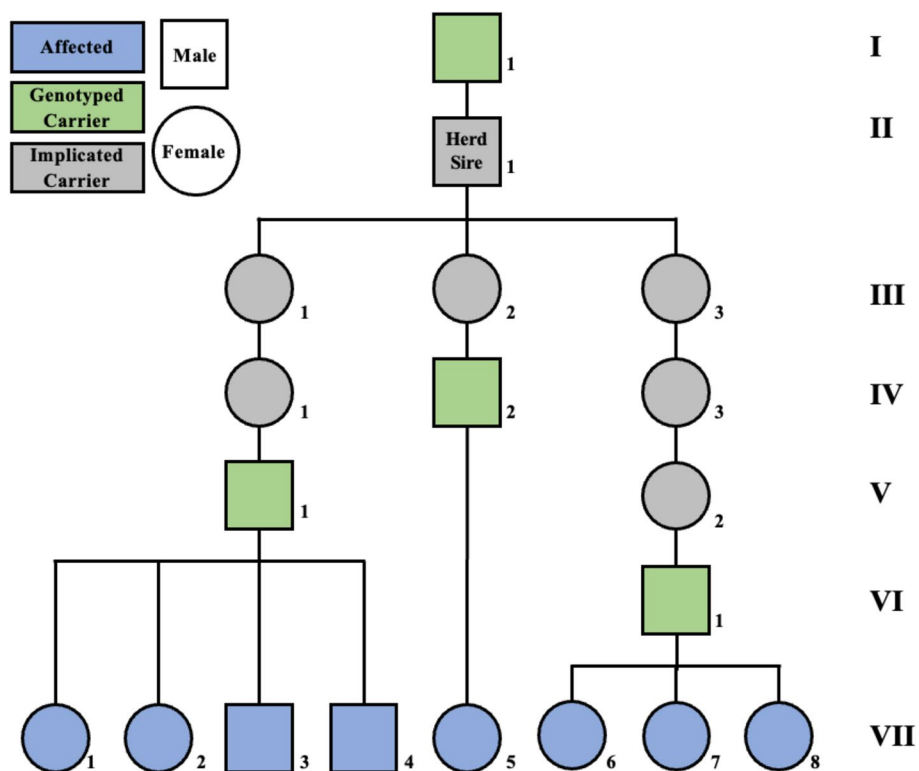 Affected
Male
Genotyped
Carrier
Implicated
Carrier
Female
1
I
Herd
Sire
1
II
1
2
3
III
1
2
3
IV
1
2
V
1
VI
1
2
3
4
5
6
7
8
VII